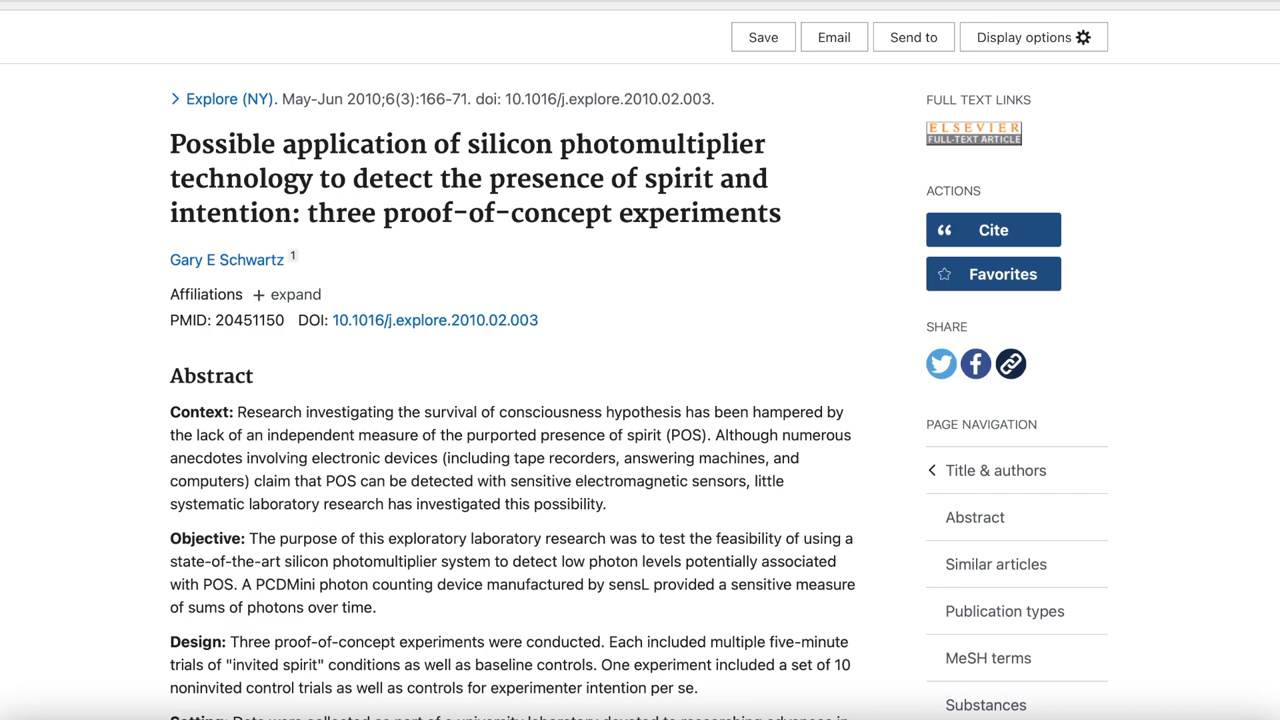 Save Email Send to Display options
Explore (NY). May-Jun 2010;6(3):166-71. doi: 10.1016/j.explore.2010.02.003.
Possible application of silicon photomultiplier
technology to detect the presence of spirit and
intention: three proof-of-concept experiments
Gary E Schwartz 1
Affiliations + expand
PMID: 20451150 DOI: 10.1016/j.explore.2010.02.003
Abstract
Context: Research investigating the survival of consciousness hypothesis has been hampered by
the lack of an independent measure of the purported presence of spirit (POS). Although numerous
anecdotes involving electronic devices (including tape recorders, answering machines, and
computers) claim that POS can be detected with sensitive electromagnetic sensors, little
systematic laboratory research has investigated this possibility.
Objective: The purpose of this exploratory laboratory research was to test the feasibility of using a
state-of-the-art silicon photomultiplier system to detect low photon levels potentially associated
with POS. A PCDMini photon counting device manufactured by sensL provided a sensitive measure
of sums of photons over time.
Design: Three proof-of-concept experiments were conducted. Each included multiple five-minute
trials of "invited spirit" conditions as well as baseline controls. One experiment included a set of 10
noninvited control trials as well as controls for experimenter intention per se.
FULL TEXT LINKS
ELSEVIER
FULL-TEXT ARTICLE
ACTIONS
Cite
Favorites
SHARE
PAGE NAVIGATION
Title & authors
Abstract
Similar articles
Publication types
MeSH terms
Substances